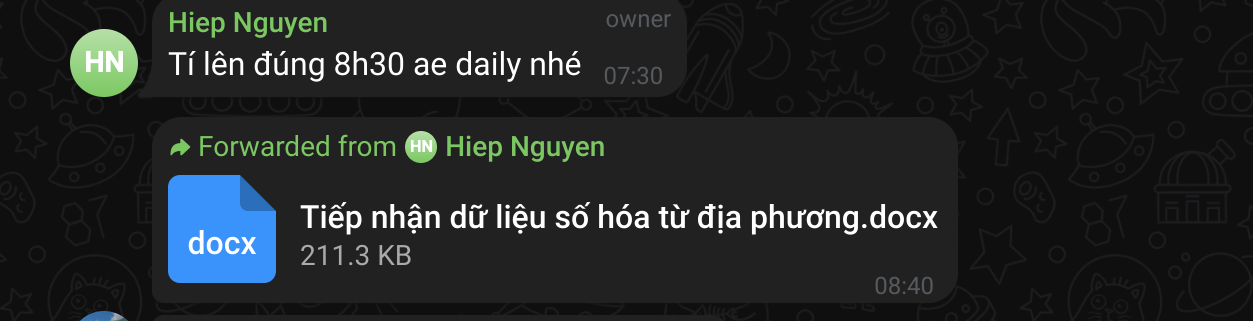 Hiep Nguyen owner
HN
Tí lên đúng 8h30 ae daily nhé 07:30
Forwarded from HN Hiep Nguyen
docx
Tiếp nhận dữ liệu số hóa từ địa phương.docx
211.3 KB
08:40